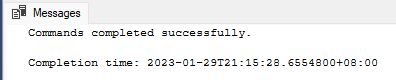 Messages
Commands completed successfully.
Completion time: 2023-01-29T21:15:28.6554800+08:00